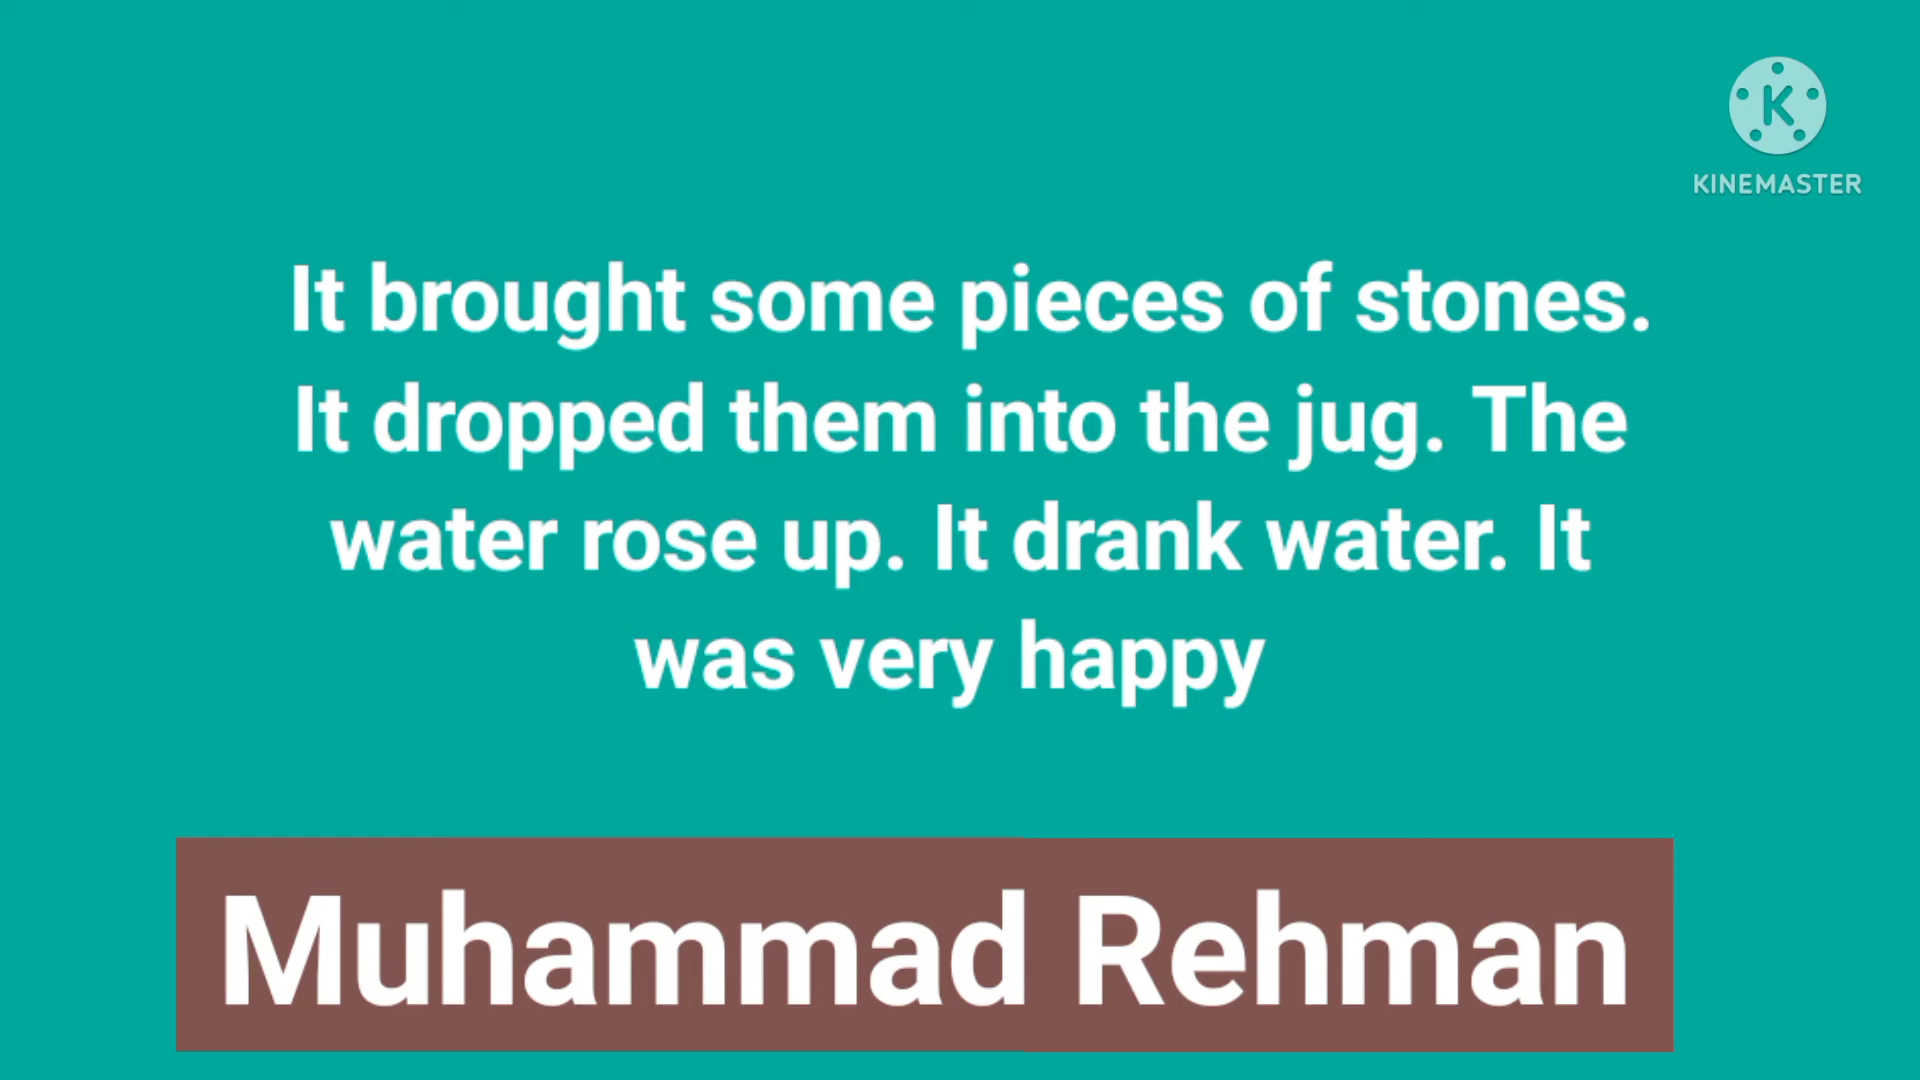 KINEMASTER
It brought some pieces of stones.
It dropped them into the jug. The
water rose up. It drank water. It
was very happy
Muhammad Rehman